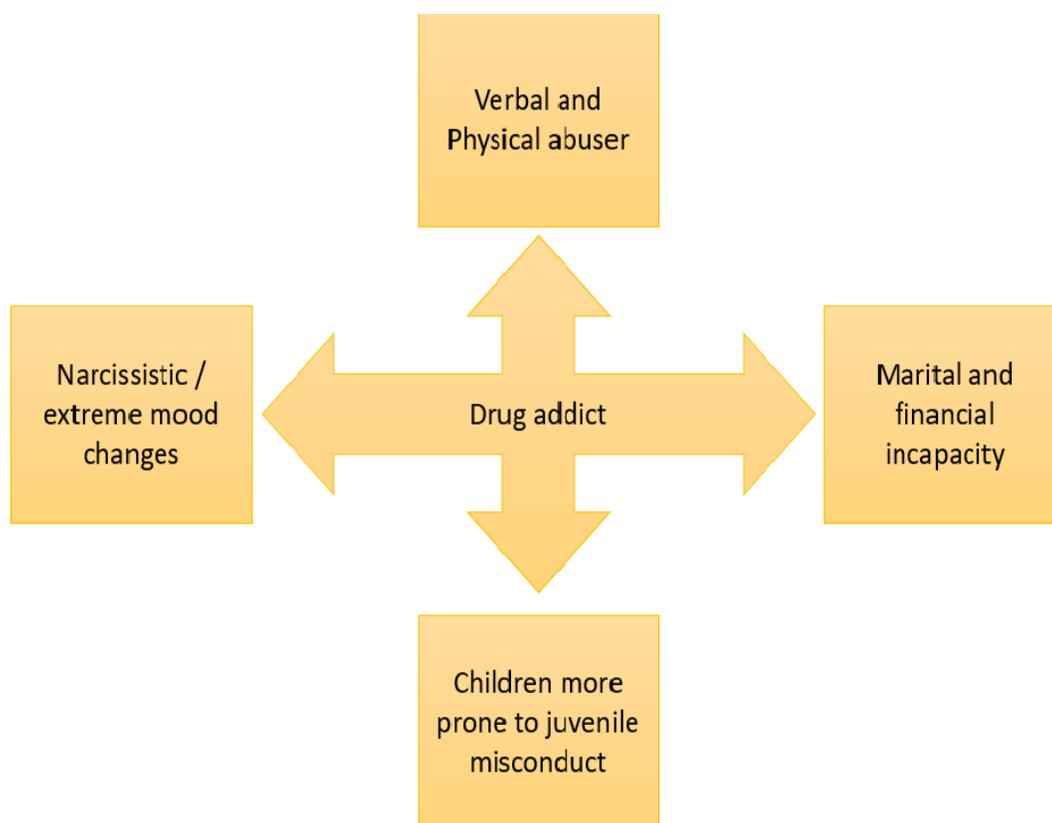 Verbal and
Physical abuser
Narcissistic /
extreme mood
changes
Drug addict
Marital and
financial
incapacity
Children more
prone to juvenile
misconduct